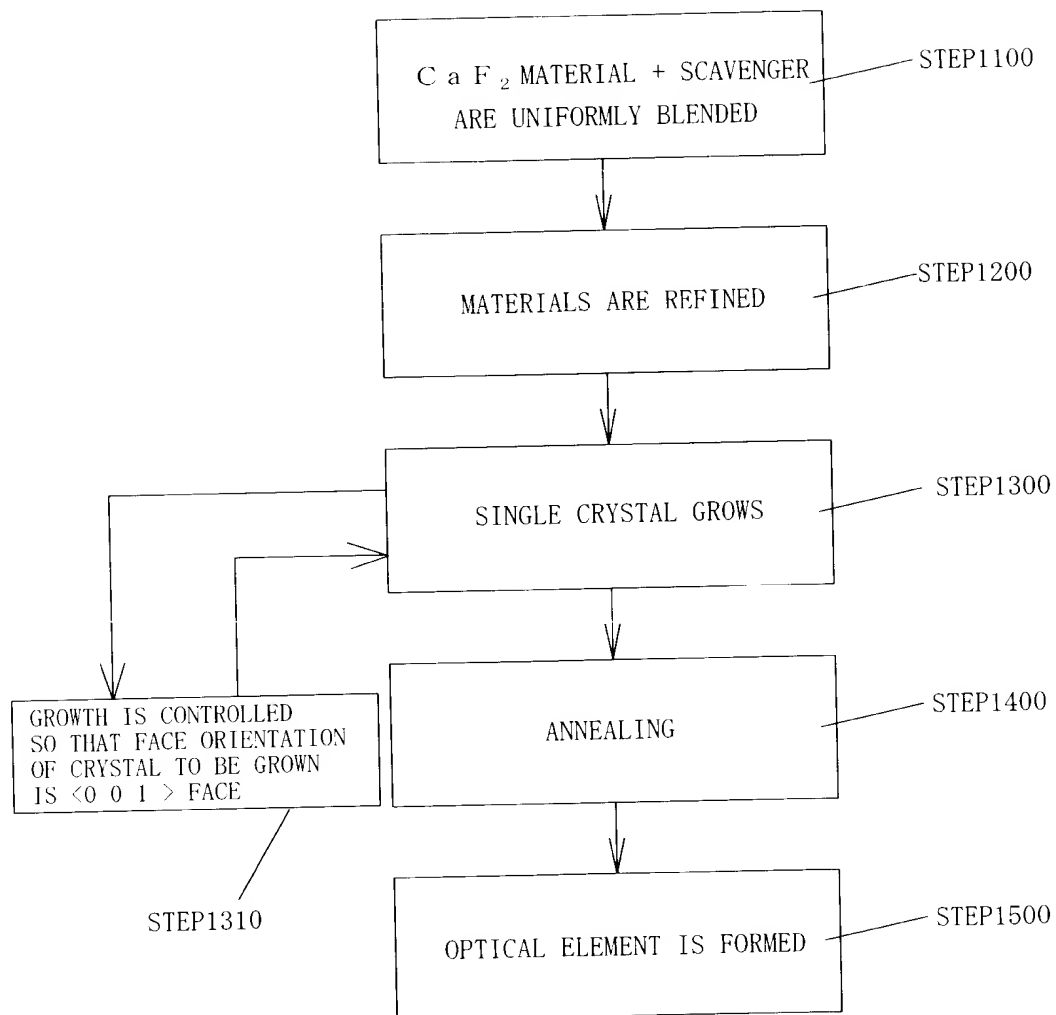 CaF₂ MATERIAL + SCAVENGER
ARE UNIFORMLY BLENDED
STEP1100
MATERIALS ARE REFINED
STEP1200
SINGLE CRYSTAL GROWS
STEP1300
GROWTH IS CONTROLLED
SO THAT FACE ORIENTATION
OF CRYSTAL TO BE GROWN
IS <0 0 1 > FACE
STEP1310
ANNEALING
STEP1400
OPTICAL ELEMENT IS FORMED
STEP1500